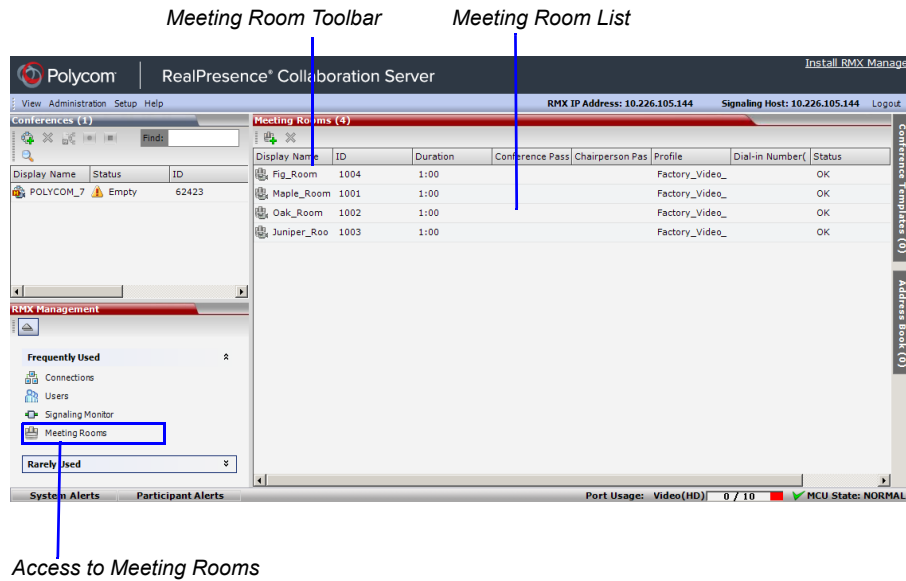 Meeting Room Toolbar Meeting Room List
Install RMX Manage
Polycom RealPresence® Collaboration Server
View Administration Setup Help RMX IP Address: 10.226.105.144 Signaling Host: 10.226.105.144 Logout
Conferences (1) Meeting Rooms (4)
Find:
Display Name ID Duration Conference Pass Chairperson Pas Profile Dial-in Number( Status
Display Name Status ID
Fig_Room 1004 1:00 Factory_Video_ OK
POLYCOM_7 Empty 62423
Maple_Room 1001 1:00 Factory_Video_ OK
Oak_Room 1002 1:00 Factory_Video_ OK
Juniper_Roo 1003 1:00 Factory_Video_ OK
Conference Templates (0)
Address Book (0)
RMX Management
Frequently Used
Connections
Users
Signaling Monitor
Meeting Rooms
Rarely Used
System Alerts Participant Alerts Port Usage: Video(HD) 0 / 10 MCU State: NORMAL
Access to Meeting Rooms